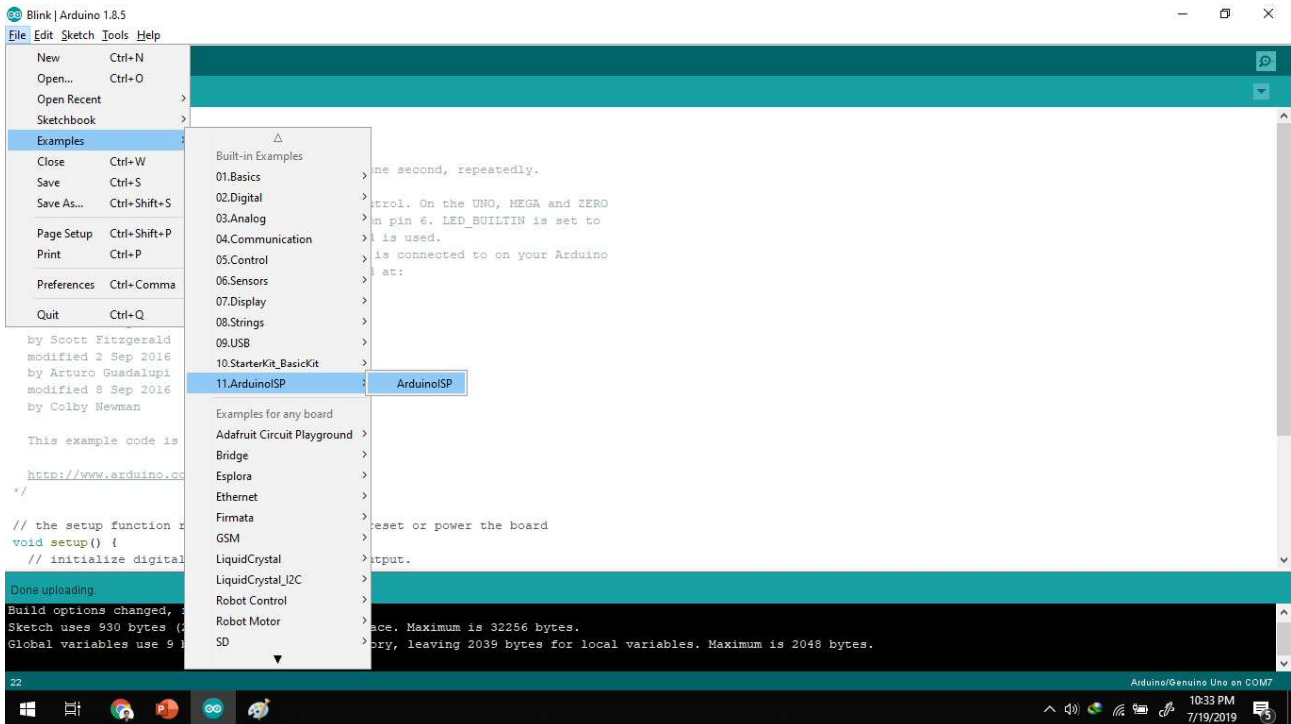 Blink | Arduino 1.8.5
File Edit Sketch Tools Help
New Ctrl+N
Open... Ctrl+O
Open Recent
Sketchbook
Examples
Close Ctrl+W
Save Ctrl+S
Save As... Ctrl+Shift+S
Page Setup Ctrl+Shift+P
Print Ctrl+P
Preferences Ctrl+Comma
Quit Ctrl+Q
Built-in Examples
01.Basics
02.Digital
03.Analog
04.Communication
05.Control
06.Sensors
07.Display
08.Strings
09.USB
10.StarterKit_BasicKit
11.ArduinoISP
ArduinoISP
Examples for any board
Adafruit Circuit Playground
Bridge
Esplora
Ethernet
Firmata
GSM
LiquidCrystal
LiquidCrystal_I2C
Robot Control
Robot Motor
SD
one second, repeatedly.
ntrol. On the UNO, MEGA and ZERO
on pin 6. LED_BUILTIN is set to
is used.
is connected to on your Arduino
at:
by Scott Fitzgerald
modified 2 Sep 2016
by Arturo Guadalupi
modified 8 Sep 2016
by Colby Newman
This example code is
http://www.arduino.cc
*/
// the setup function r reset or power the board
void setup() {
// initialize digital utput.
Done uploading.
Build options changed,
Sketch uses 930 bytes (2 ace. Maximum is 32256 bytes.
Global variables use 9 ory, leaving 2039 bytes for local variables. Maximum is 2048 bytes.
22 Arduino/Genuino Uno on COM7
10:33 PM
7/19/2019
5